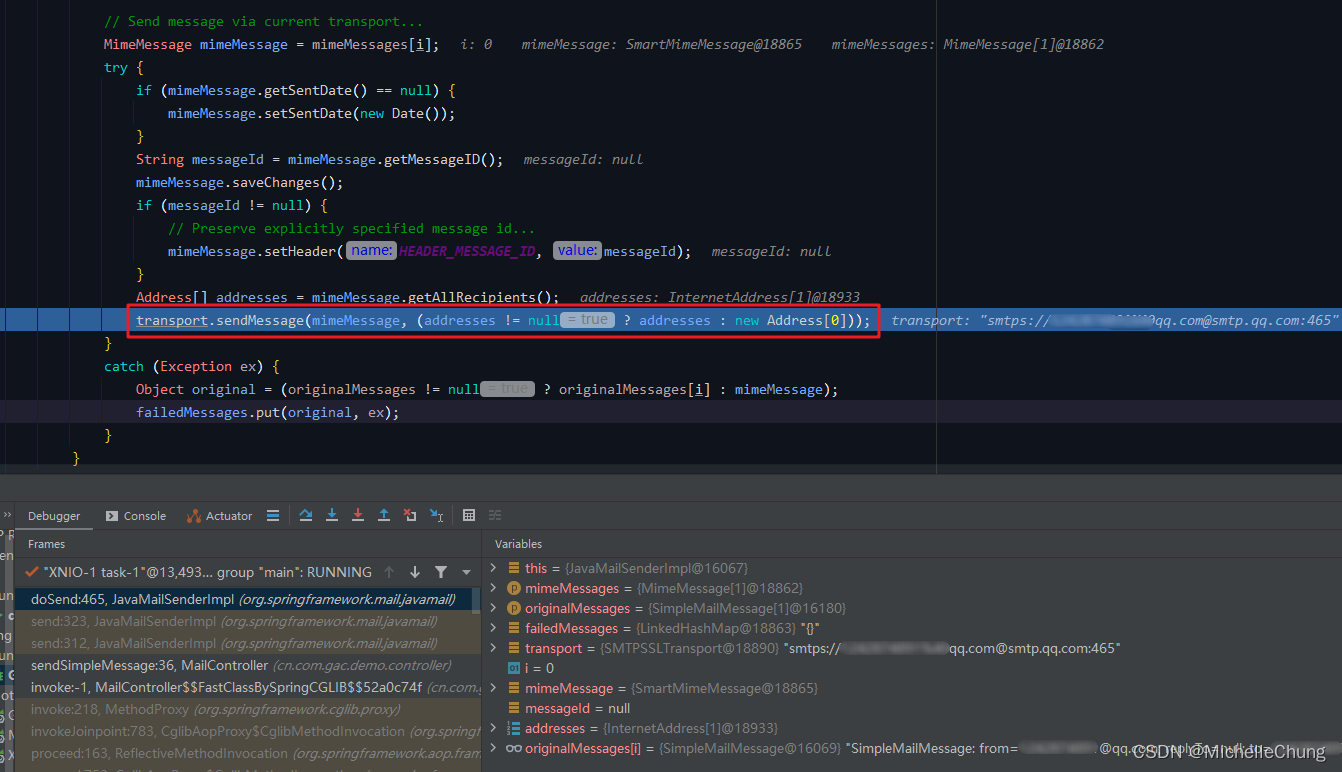 // Send message via current transport...
MimeMessage mimeMessage = mimeMessages[i]; i: 0 mimeMessage: SmartMimeMessage@18865 mimeMessages: MimeMessage[1]@18862
try {
if (mimeMessage.getSentDate() == null) {
mimeMessage.setSentDate(new Date());
}
String messageId = mimeMessage.getMessageID(); messageId: null
mimeMessage.saveChanges();
if (messageId != null) {
// Preserve explicitly specified message id...
mimeMessage.setHeader( name: HEADER_MESSAGE_ID, value: messageId); messageId: null
}
Address[] addresses = mimeMessage.getAllRecipients(); addresses: InternetAddress[1]@18933
transport.sendMessage(mimeMessage, (addresses != null = true ? addresses : new Address[0])); transport: "smtps:// qq.com@smtp.qq.com:465"
}
catch (Exception ex) {
Object original = (originalMessages != null = true ? originalMessages[i] : mimeMessage);
failedMessages.put(original, ex);
}
}
Debugger Console Actuator
Frames
"XNIO-1 task-1"@13,493... group "main": RUNNING
doSend:465, JavaMailSenderImpl (org.springframework.mail.javamail)
send:323, JavaMailSenderImpl (org.springframework.mail.javamail)
send:312, JavaMailSenderImpl (org.springframework.mail.javamail)
sendSimpleMessage:36, MailController (cn.com.gac.demo.controller)
invoke:-1, MailController$$FastClassBySpringCGLIB$$52a0c74f (cn.com.g
invoke:218, MethodProxy (org.springframework.cglib.proxy)
invokeJoinpoint:783, CglibAopProxy$CglibMethodInvocation (org.springf
proceed:163, ReflectiveMethodInvocation (org.springframework.aop.fram
Variables
this = {JavaMailSenderImpl@16067}
mimeMessages = {MimeMessage[1]@18862}
originalMessages = {SimpleMailMessage[1]@16180}
failedMessages = {LinkedHashMap@18863} "{}"
transport = {SMTPSSLTransport@18890} "smtps:// qq.com@smtp.qq.com:465"
i = 0
mimeMessage = {SmartMimeMessage@18865}
messageId = null
addresses = {InternetAddress[1]@18933}
originalMessages[i] = {SimpleMailMessage@16069} "SimpleMailMessage: from= @qq.com; replyTo=null; to=
CSDN @MichelleChung